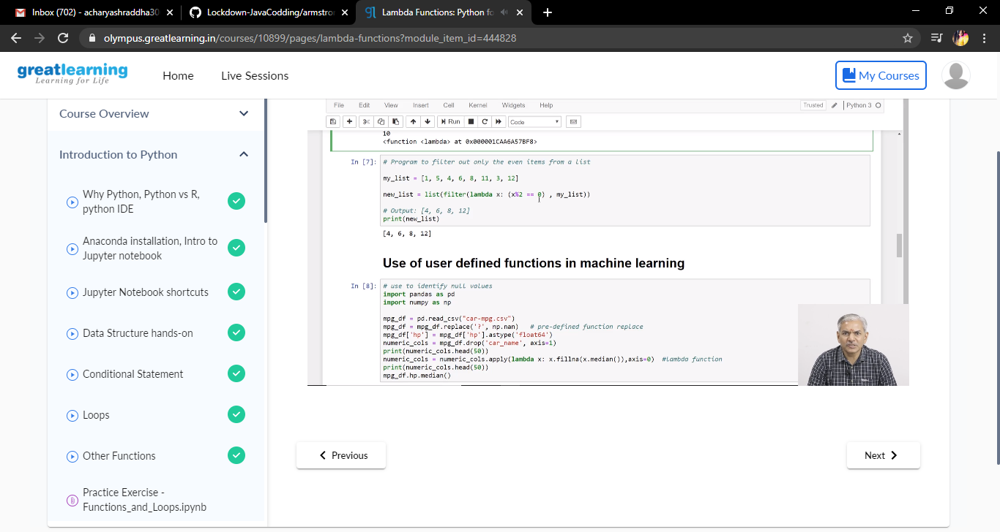 Inbox (702) - acharyashraddha30
Lockdown-JavaCodding/armstro
Lambda Functions: Python fo
olympus.greatlearning.in/courses/10899/pages/lambda-functions?module_item_id=444828
greatlearning
Learning for Life
Home
Live Sessions
My Courses
Course Overview
Introduction to Python
Why Python, Python vs R,
python IDE
Anaconda installation, Intro to
Jupyter notebook
Jupyter Notebook shortcuts
Data Structure hands-on
Conditional Statement
Loops
Other Functions
Practice Exercise -
Functions_and_Loops.ipynb
File Edit View Insert Cell Kernel Widgets Help
Trusted Python 3
Run Code
10
<function <lambda> at 0x000001CAA6A57BF8>
In [7]: # Program to filter out only the even items from a list
my_list = [1, 5, 4, 6, 8, 11, 3, 12]
new_list = list(filter(lambda x: (x%2 == 0) , my_list))
# Output: [4, 6, 8, 12]
print(new_list)
[4, 6, 8, 12]
Use of user defined functions in machine learning
In [8]: # use to identify null values
import pandas as pd
import numpy as np
mpg_df = pd.read_csv("car-mpg.csv")
mpg_df = mpg_df.replace('?', np.nan) # pre-defined function replace
mpg_df['hp'] = mpg_df['hp'].astype('float64')
numeric_cols = mpg_df.drop('car_name', axis=1)
print(numeric_cols.head(50))
numeric_cols = numeric_cols.apply(lambda x: x.fillna(x.median()),axis=0) #lambda function
print(numeric_cols.head(50))
mpg_df.hp.median()
Previous
Next